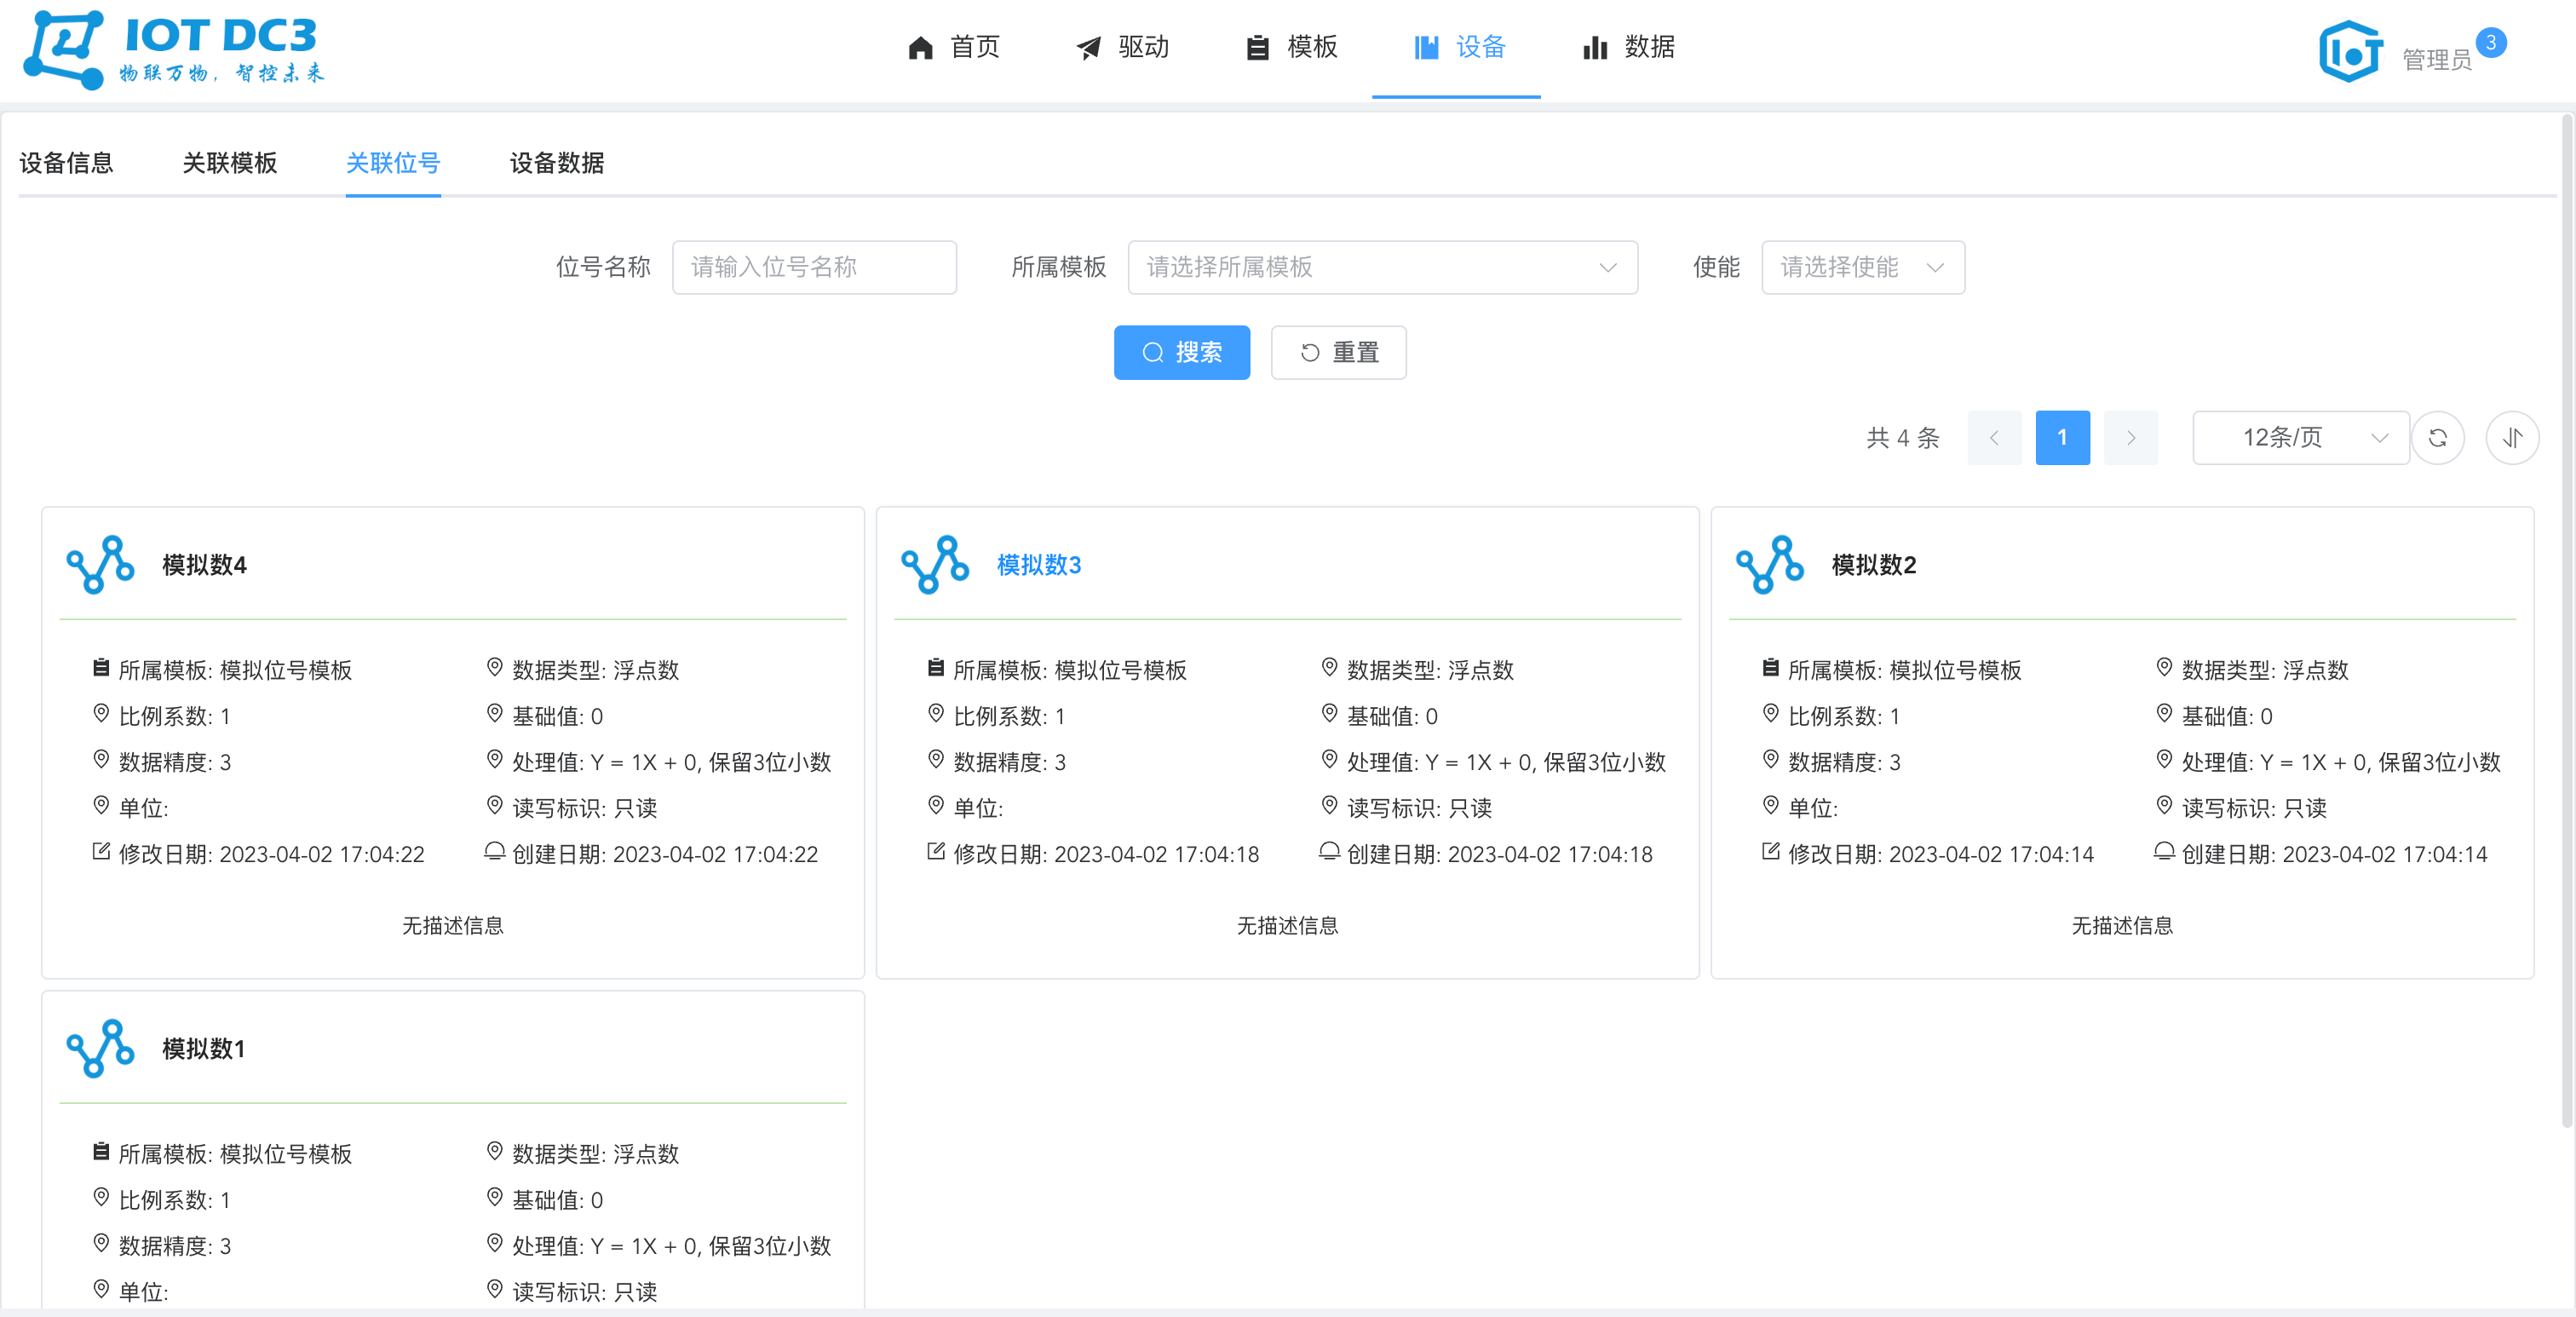 IOT DC3
物联万物，智控未来
首页 驱动 模板 设备 数据
管理员 3
设备信息 关联模板 关联位号 设备数据
位号名称 请输入位号名称 所属模板 请选择所属模板 使能 请选择使能
搜索 重置
共 4 条 1 12条/页
模拟数4
所属模板: 模拟位号模板 数据类型: 浮点数
比例系数: 1 基础值: 0
数据精度: 3 处理值: Y = 1X + 0, 保留3位小数
单位: 读写标识: 只读
修改日期: 2023-04-02 17:04:22 创建日期: 2023-04-02 17:04:22
无描述信息
模拟数3
所属模板: 模拟位号模板 数据类型: 浮点数
比例系数: 1 基础值: 0
数据精度: 3 处理值: Y = 1X + 0, 保留3位小数
单位: 读写标识: 只读
修改日期: 2023-04-02 17:04:18 创建日期: 2023-04-02 17:04:18
无描述信息
模拟数2
所属模板: 模拟位号模板 数据类型: 浮点数
比例系数: 1 基础值: 0
数据精度: 3 处理值: Y = 1X + 0, 保留3位小数
单位: 读写标识: 只读
修改日期: 2023-04-02 17:04:14 创建日期: 2023-04-02 17:04:14
无描述信息
模拟数1
所属模板: 模拟位号模板 数据类型: 浮点数
比例系数: 1 基础值: 0
数据精度: 3 处理值: Y = 1X + 0, 保留3位小数
单位: 读写标识: 只读